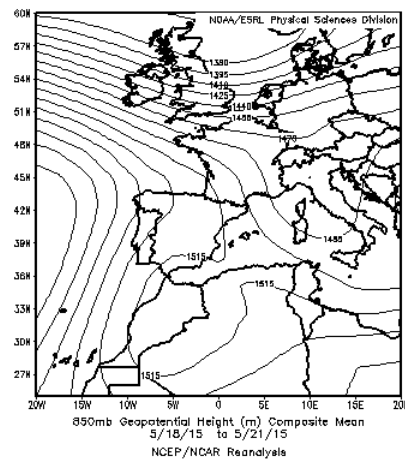 NOAA/ESRL Physical Sciences Division
60N
57N
54N
51N
48N
45N
42N
39N
36N
33N
30N
27N
1380
1395
1410
1425
1440
1470
1485
1515
1515
1515
20W 15W 10W 5W 0 5E 10E 15E 20E
850mb Geopotential Height (m) Composite Mean
5/18/15 to 5/21/15
NCEP/NCAR Reanalysis